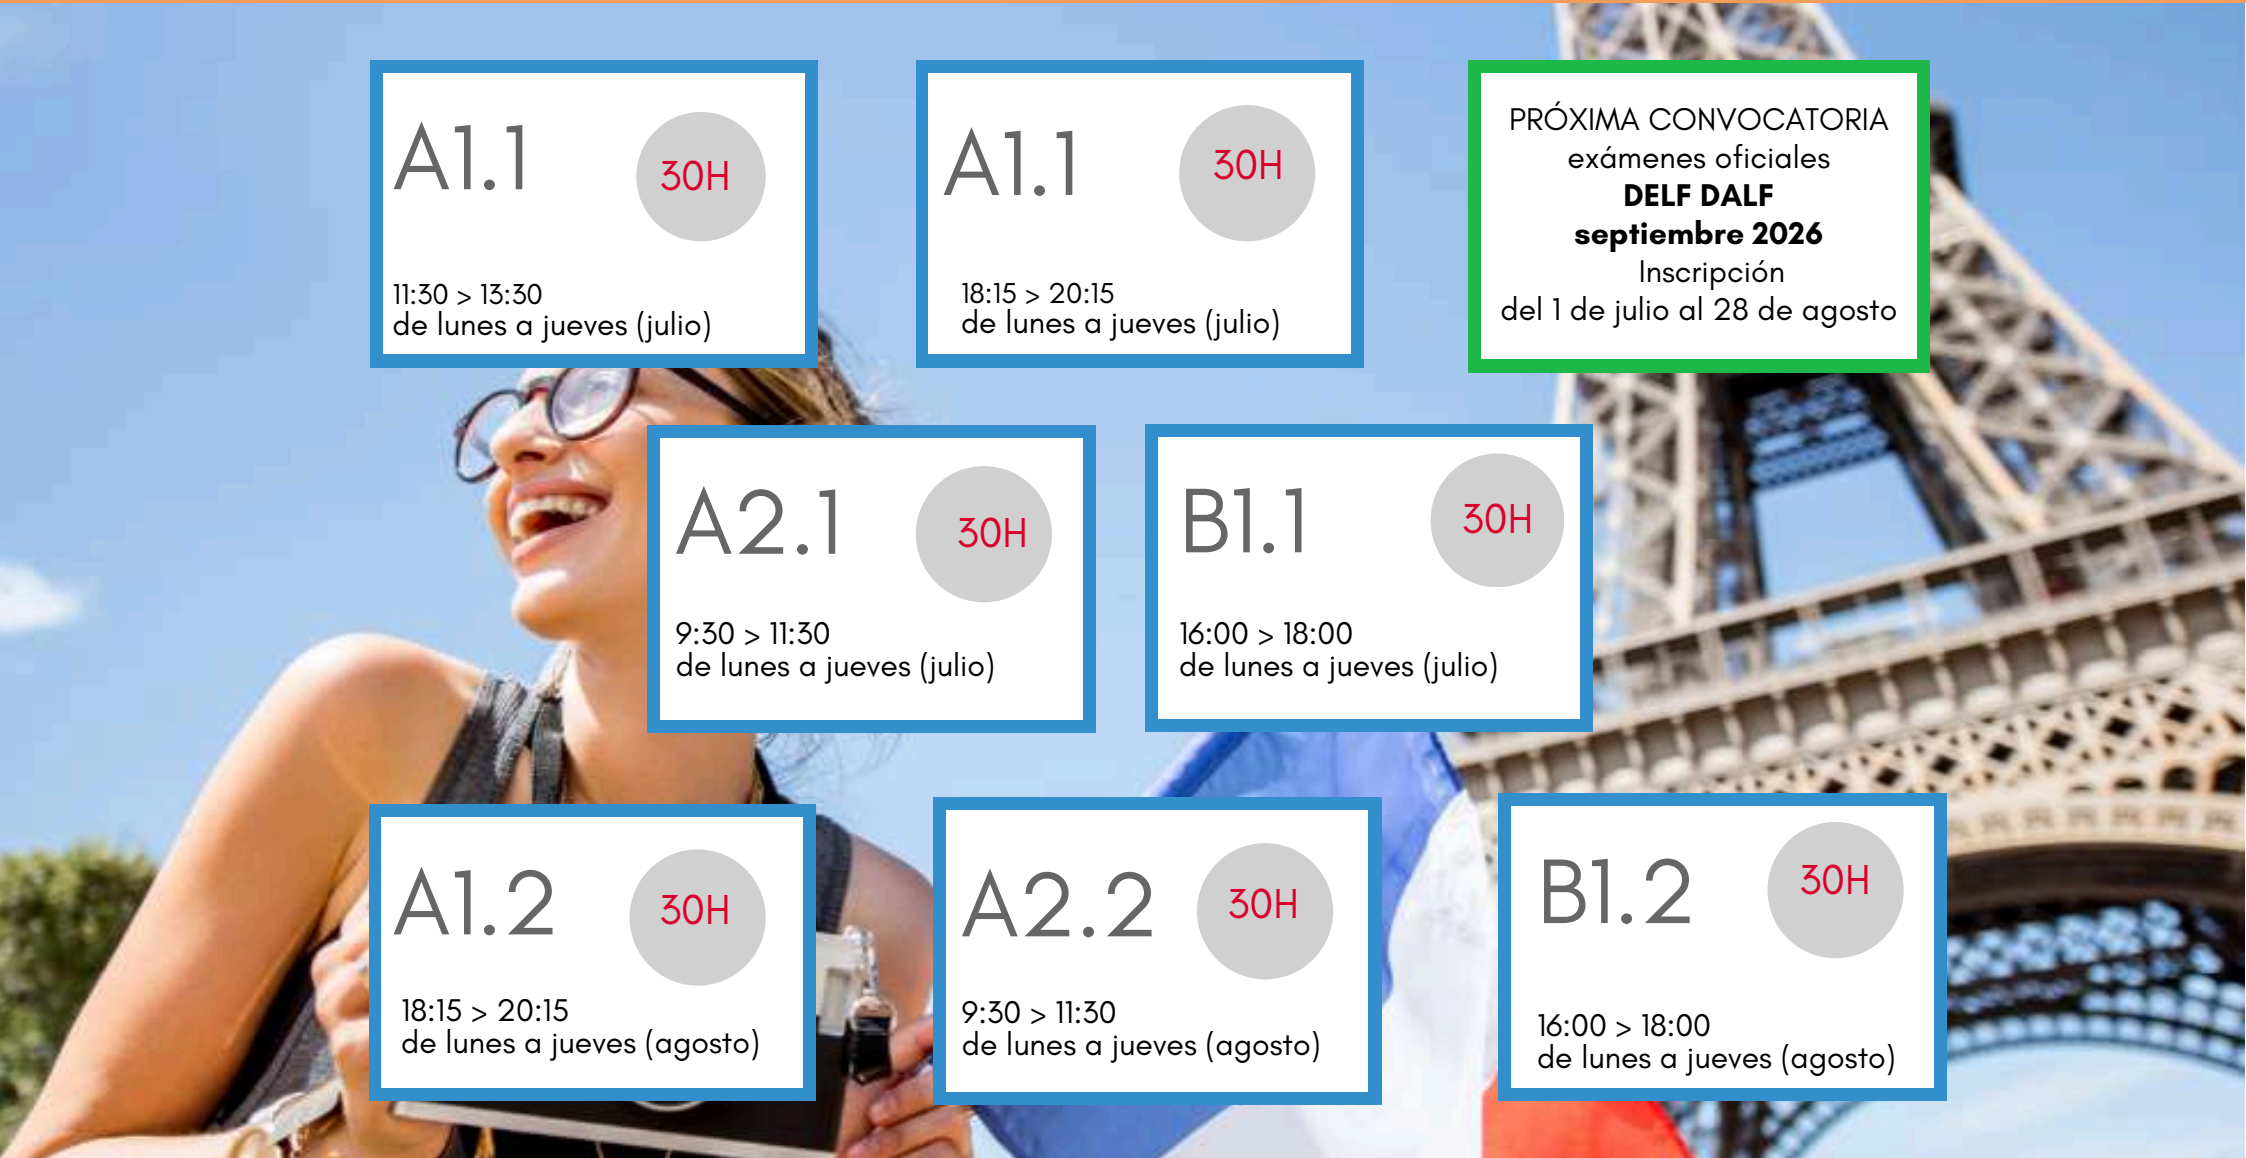 A1.1
30H
11:30 > 13:30
de lunes a jueves (julio)
A1.1
30H
18:15 > 20:15
de lunes a jueves (julio)
PRÓXIMA CONVOCATORIA
exámenes oficiales
DELF DALF
septiembre 2026
Inscripción
del 1 de julio al 28 de agosto
A2.1
30H
9:30 > 11:30
de lunes a jueves (julio)
B1.1
30H
16:00 > 18:00
de lunes a jueves (julio)
A1.2
30H
18:15 > 20:15
de lunes a jueves (agosto)
A2.2
30H
9:30 > 11:30
de lunes a jueves (agosto)
B1.2
30H
16:00 > 18:00
de lunes a jueves (agosto)